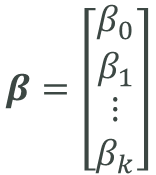 𝜷 = [β₀
β₁
⋮
βₖ]